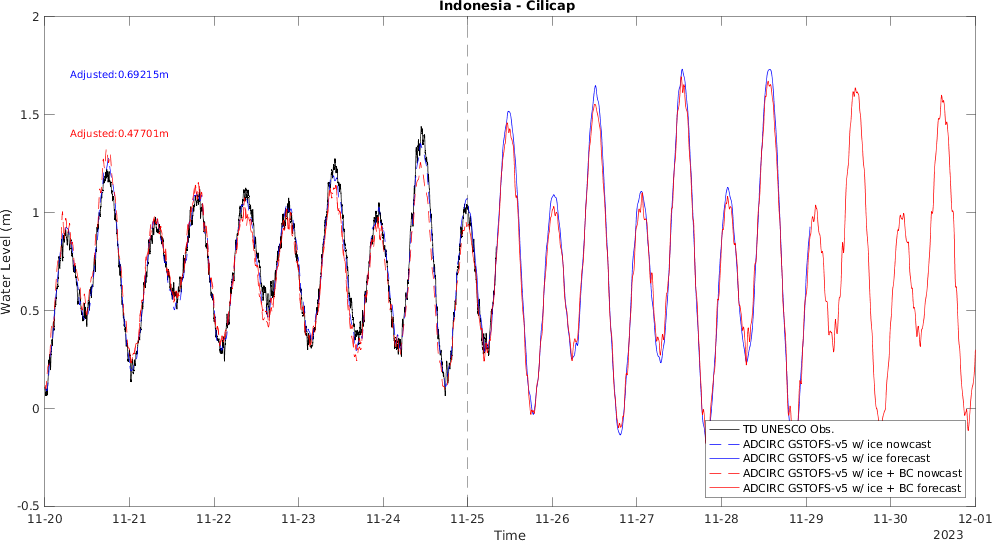 Indonesia - Cilicap
Adjusted:0.69215m
Adjusted:0.47701m
Water Level (m)
2
1.5
1
0.5
0
-0.5
TD UNESCO Obs.
ADCIRC GSTOFS-v5 w/ ice nowcast
ADCIRC GSTOFS-v5 w/ ice forecast
ADCIRC GSTOFS-v5 w/ ice + BC nowcast
ADCIRC GSTOFS-v5 w/ ice + BC forecast
11-20 11-21 11-22 11-23 11-24 11-25 11-26 11-27 11-28 11-29 11-30 12-01
Time
2023